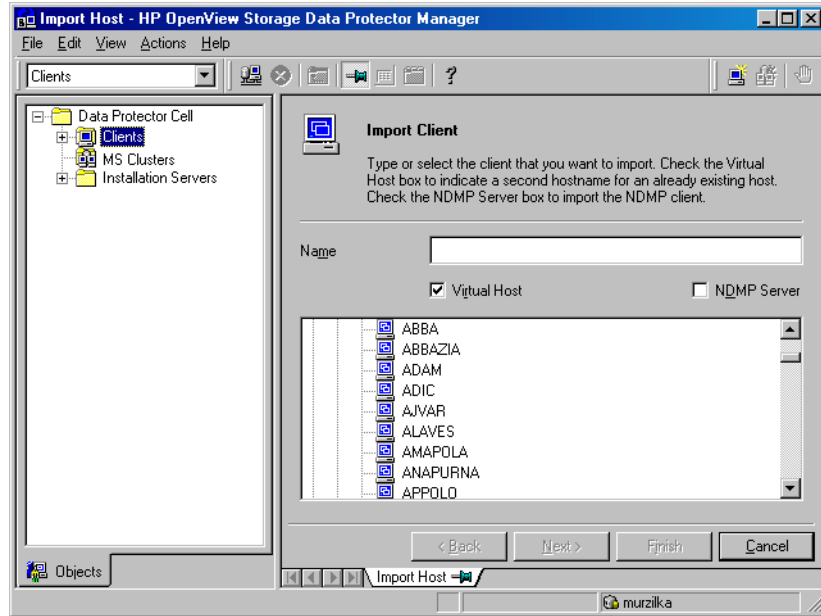 Import Host - HP OpenView Storage Data Protector Manager
File Edit View Actions Help
Clients
?
Data Protector Cell
Clients
MS Clusters
Installation Servers
Objects
Import Client
Type or select the client that you want to import. Check the Virtual
Host box to indicate a second hostname for an already existing host.
Check the NDMP Server box to import the NDMP client.
Name
Virtual Host
NDMP Server
ABBA
ABBAZIA
ADAM
ADIC
AJVAR
ALAVES
AMAPOLA
ANAPURNA
APPOLO
< Back Next > Finish Cancel
Import Host
murzilka